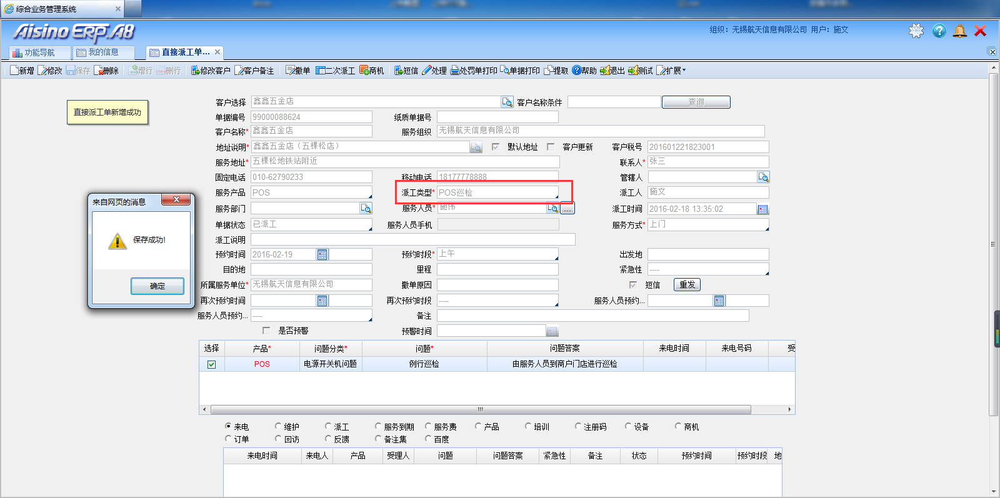 综合业务管理系统
Aisino ERP.A8
组织：无锡航天信息有限公司 用户：施文
功能导航 我的信息 直接派工单...
新增 修改 保存 删除 增行 删行 修改客户 客户备注 撤单 二次派工 商机 短信 处理 处罚单打印 单据打印 提取 帮助 退出 测试 扩展
直接派工单新增成功
客户选择 鑫鑫五金店 客户名称条件 查询
单据编号 99000088624 纸质单据号
客户名称* 鑫鑫五金店 服务组织 无锡航天信息有限公司
地址说明* 鑫鑫五金店（五棵松店） 默认地址 客户更新 客户税号 201601221823001
服务地址* 五棵松地铁站附近 联系人* 张三
固定电话 010-62790233 移动电话 18177778888 管辖人
服务产品 POS 派工类型* POS巡检 派工人 施文
服务部门 服务人员* 施伟 ... 派工时间 2016-02-18 13:35:02
单据状态 已派工 服务人员手机 服务方式* 上门
派工说明
预约时间 2016-02-19 预约时段* 上午 出发地
目的地 里程 紧急性 ----
所属服务单位* 无锡航天信息有限公司 撤单原因 短信 重发
再次预约时间 再次预约时段 ---- 服务人员预约...
服务人员预约... ---- 备注
是否预警 预警时间
来自网页的消息
保存成功!
确定
选择 产品* 问题分类* 问题* 问题答案 来电时间 来电号码 受
POS 电源开关机问题 例行巡检 由服务人员到商户门店进行巡检
来电 维护 派工 服务到期 服务费 产品 培训 注册码 设备 商机
订单 回访 反馈 备注集 百度
来电时间 来电人 产品 受理人 问题 问题答案 紧急性 备注 状态 预约时间 预约时段 地